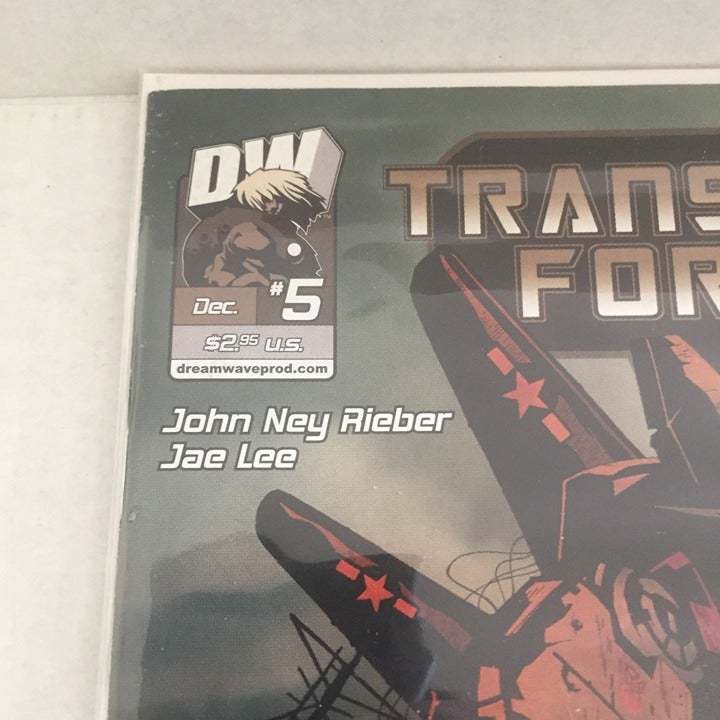 DW
Dec.
#5
$2.95 U.S.
dreamwaveprod.com
TRANS
FOR
John Ney Rieber
Jae Lee